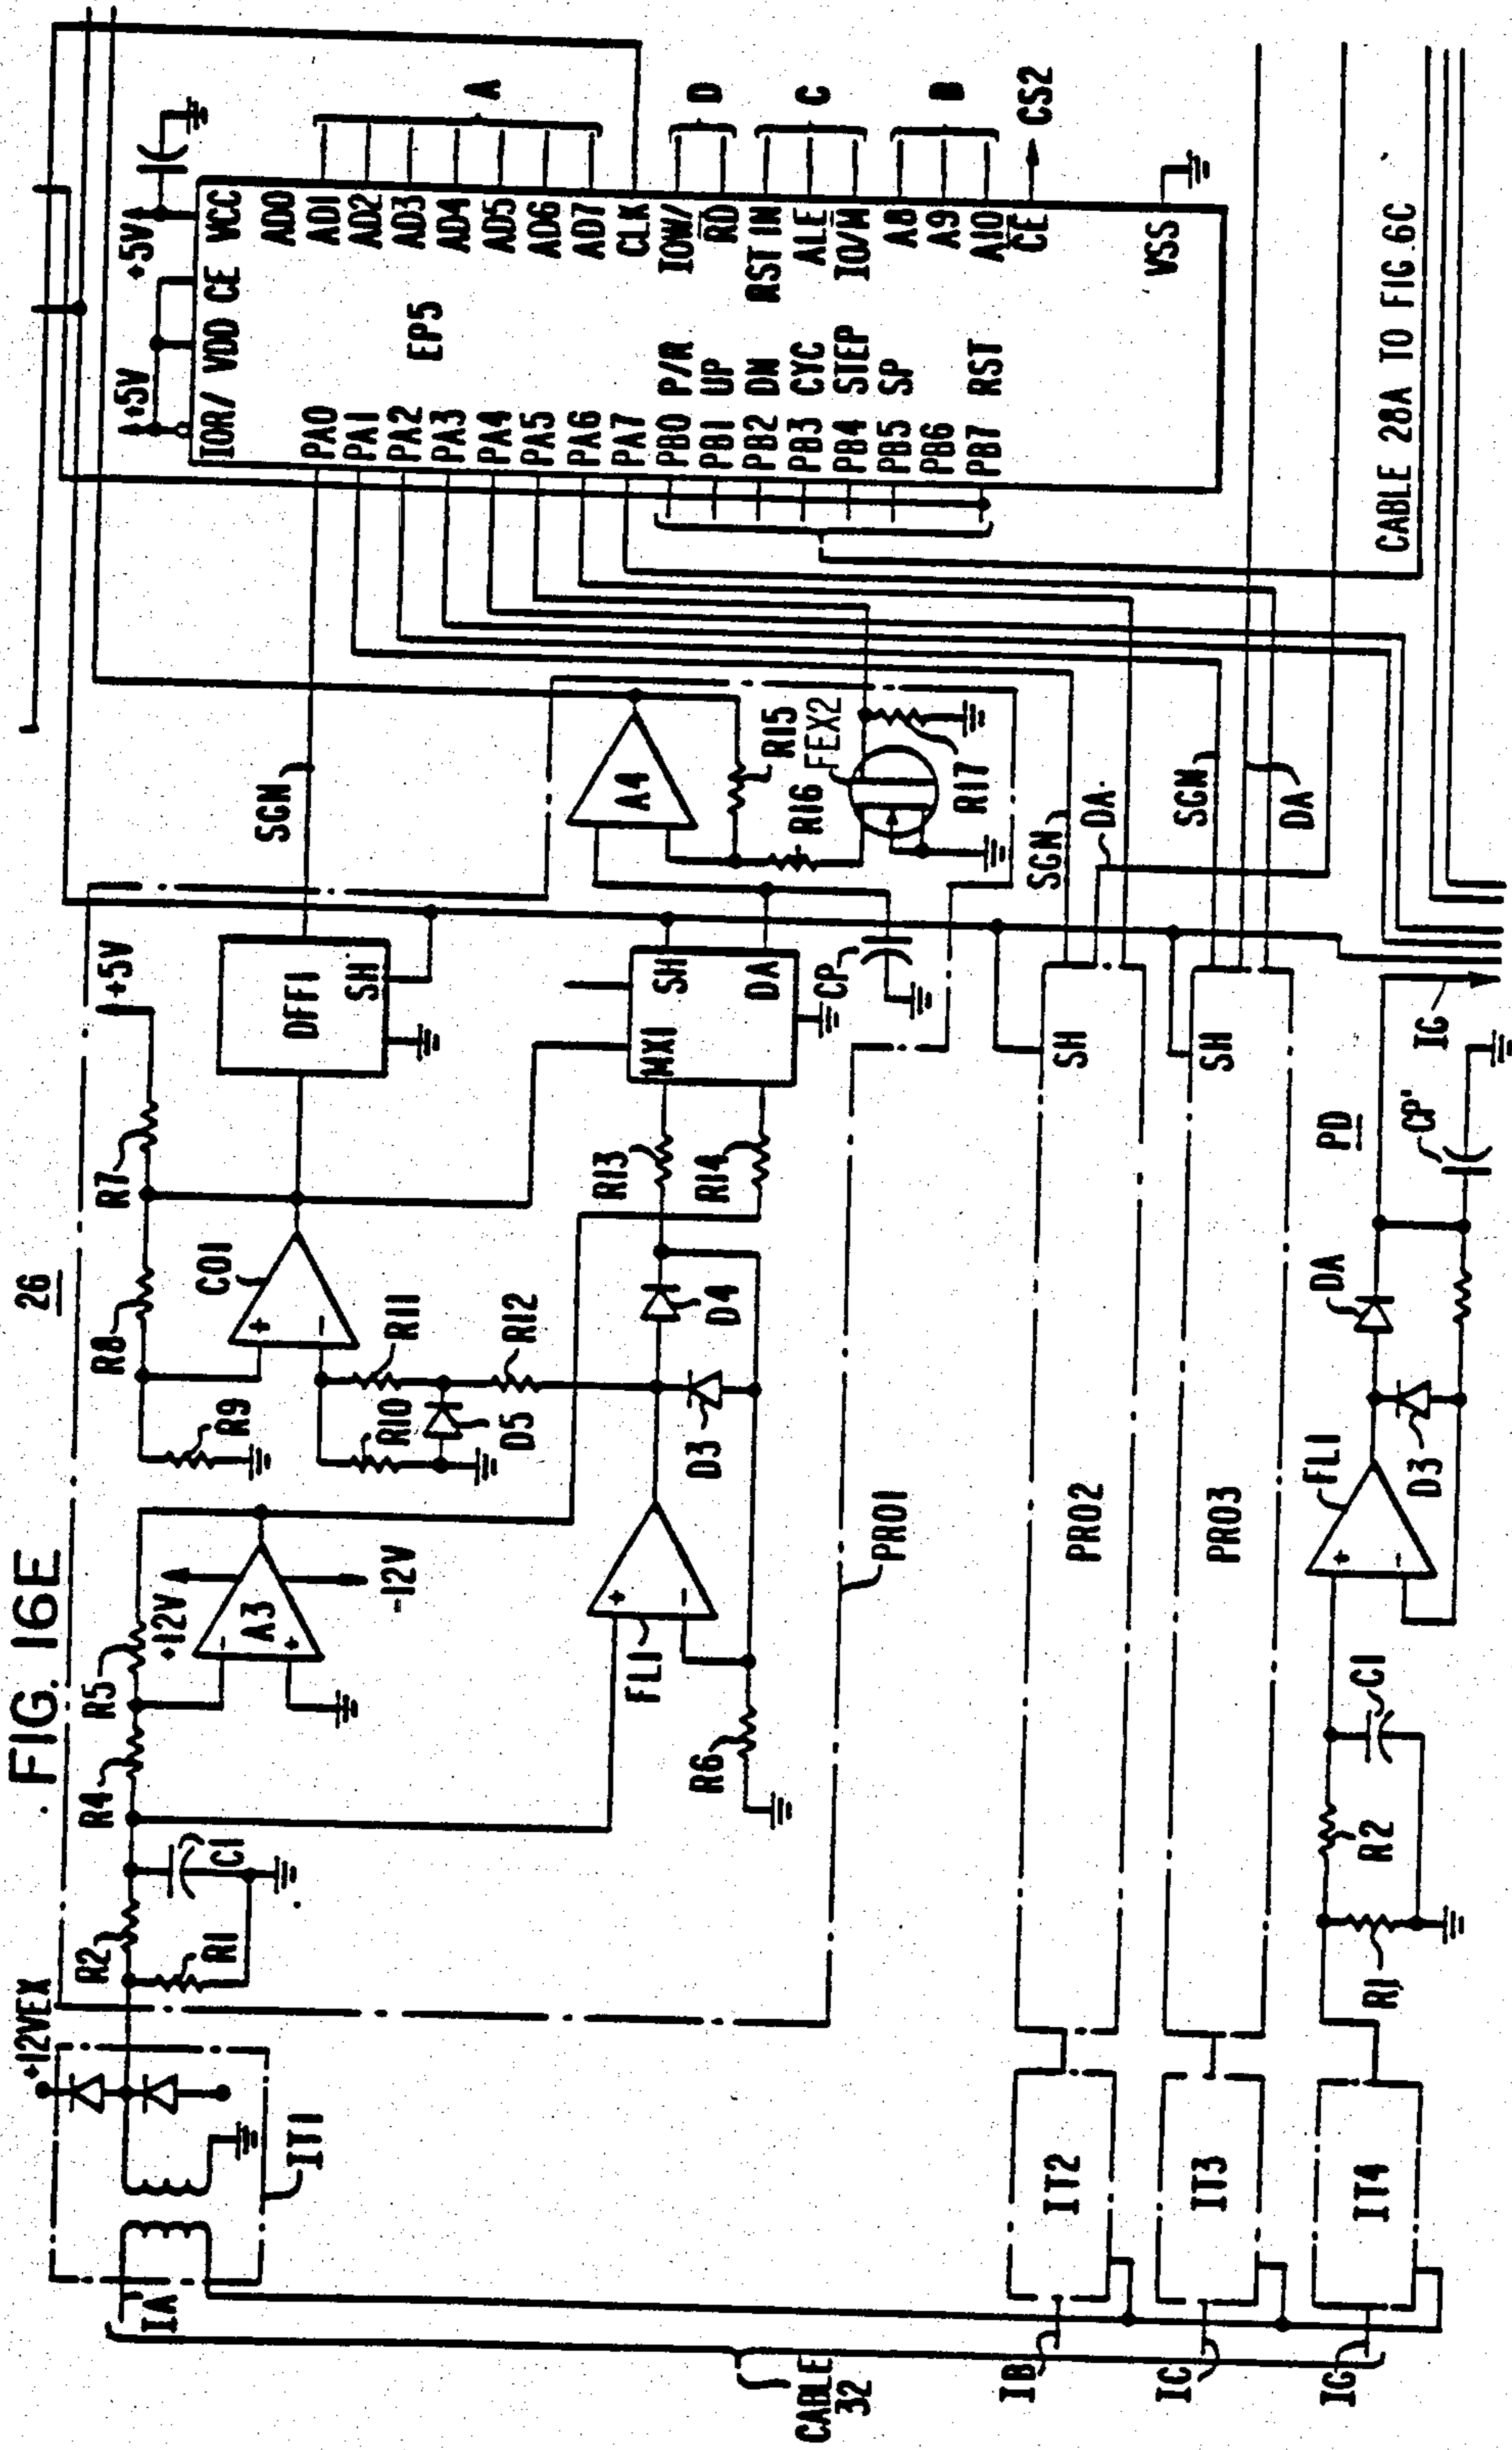 FIG. 16E
26
+12VEX
IT1
IA
CABLE
32
R2
R1
C1
R4
R5
+12V
A3
-12V
R9
R8
R7
+5V
CO1
+
-
R10
R11
D5
R12
D3
D4
FL1
+
-
R6
R13
R14
PRO1
DFF1
SH
MX1
SH
DA
CP
SGN
A4
R15
R16
FEX2
R17
SGN
DA
SGN
DA
+5V
+5V
IOR/ VDD CE VCC
EP5
PA0
PA1
PA2
PA3
PA4
PA5
PA6
PA7
PB0 P/R
PB1 UP
PB2 DN
PB3 CYC
PB4 STEP
PB5 SP
PB6
PB7 RST
AD0
AD1
AD2
AD3
AD4
AD5
AD6
AD7
CLK
IOW/
RD
RST IN
ALE
IO/M
A8
A9
A10
CE
VSS
A
D
C
B
CS2
IB
IT2
PRO2
SH
IC
IT3
PRO3
SH
IG
IT4
R1
R2
C1
FL1
+
-
D3
DA
PD
CP'
IG
CABLE 28A TO FIG. 6C